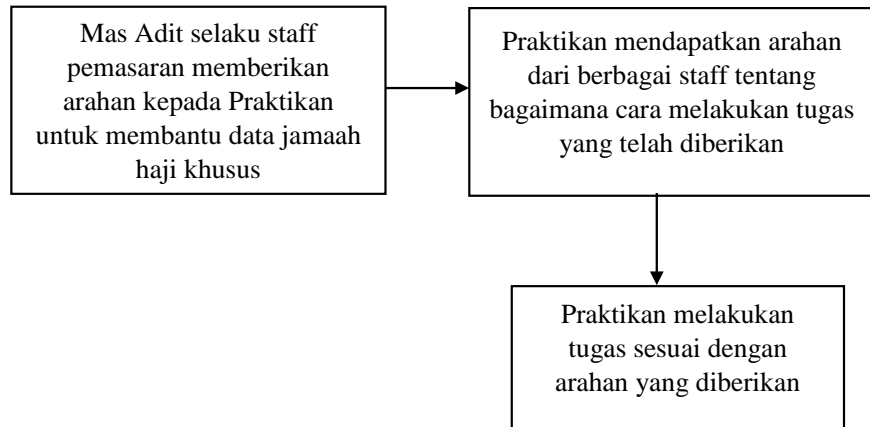 Mas Adit selaku staff
pemasaran memberikan
arahan kepada Praktikan
untuk membantu data jamaah
haji khusus
Praktikan mendapatkan arahan
dari berbagai staff tentang
bagaimana cara melakukan tugas
yang telah diberikan
Praktikan melakukan
tugas sesuai dengan
arahan yang diberikan